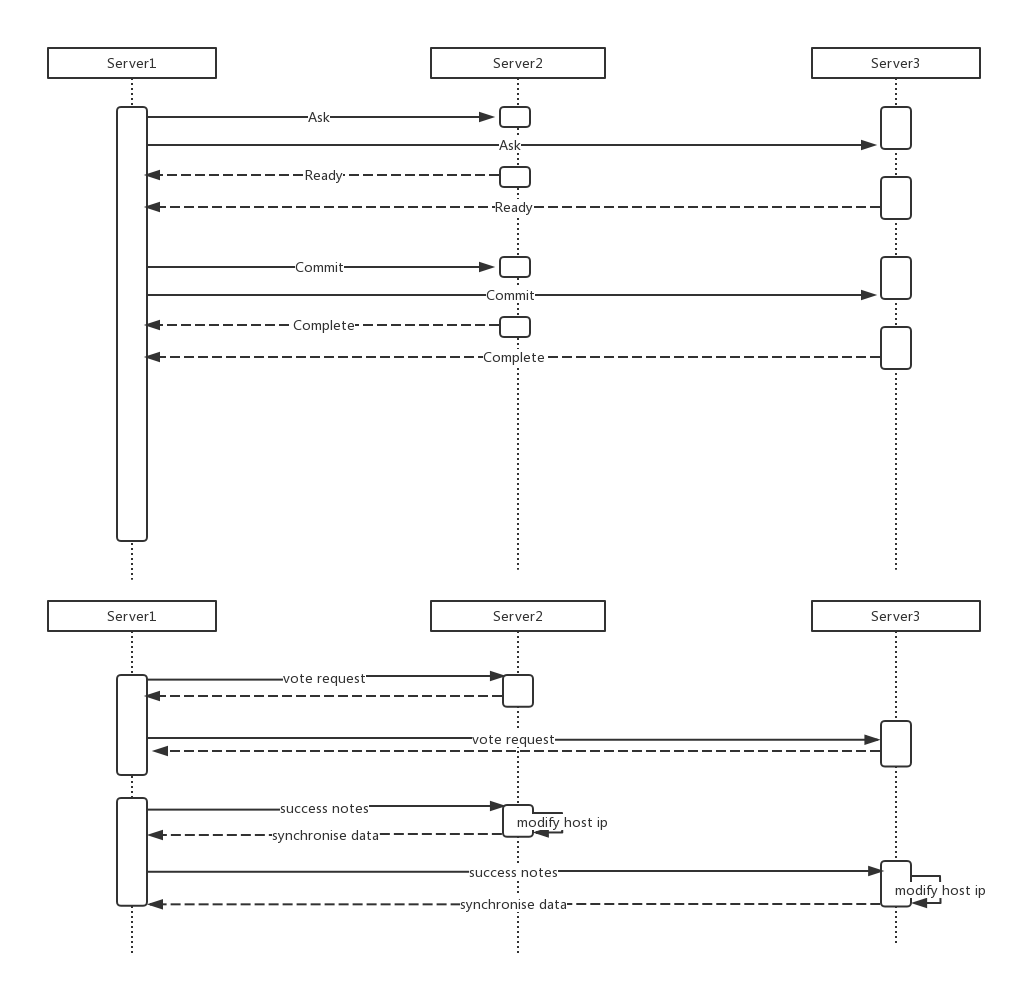 Server1
Server2
Server3
Ask
Ask
Ready
Ready
Commit
Commit
Complete
Complete
Server1
Server2
Server3
vote request
vote request
success notes
modify host ip
synchronise data
success notes
modify host ip
synchronise data